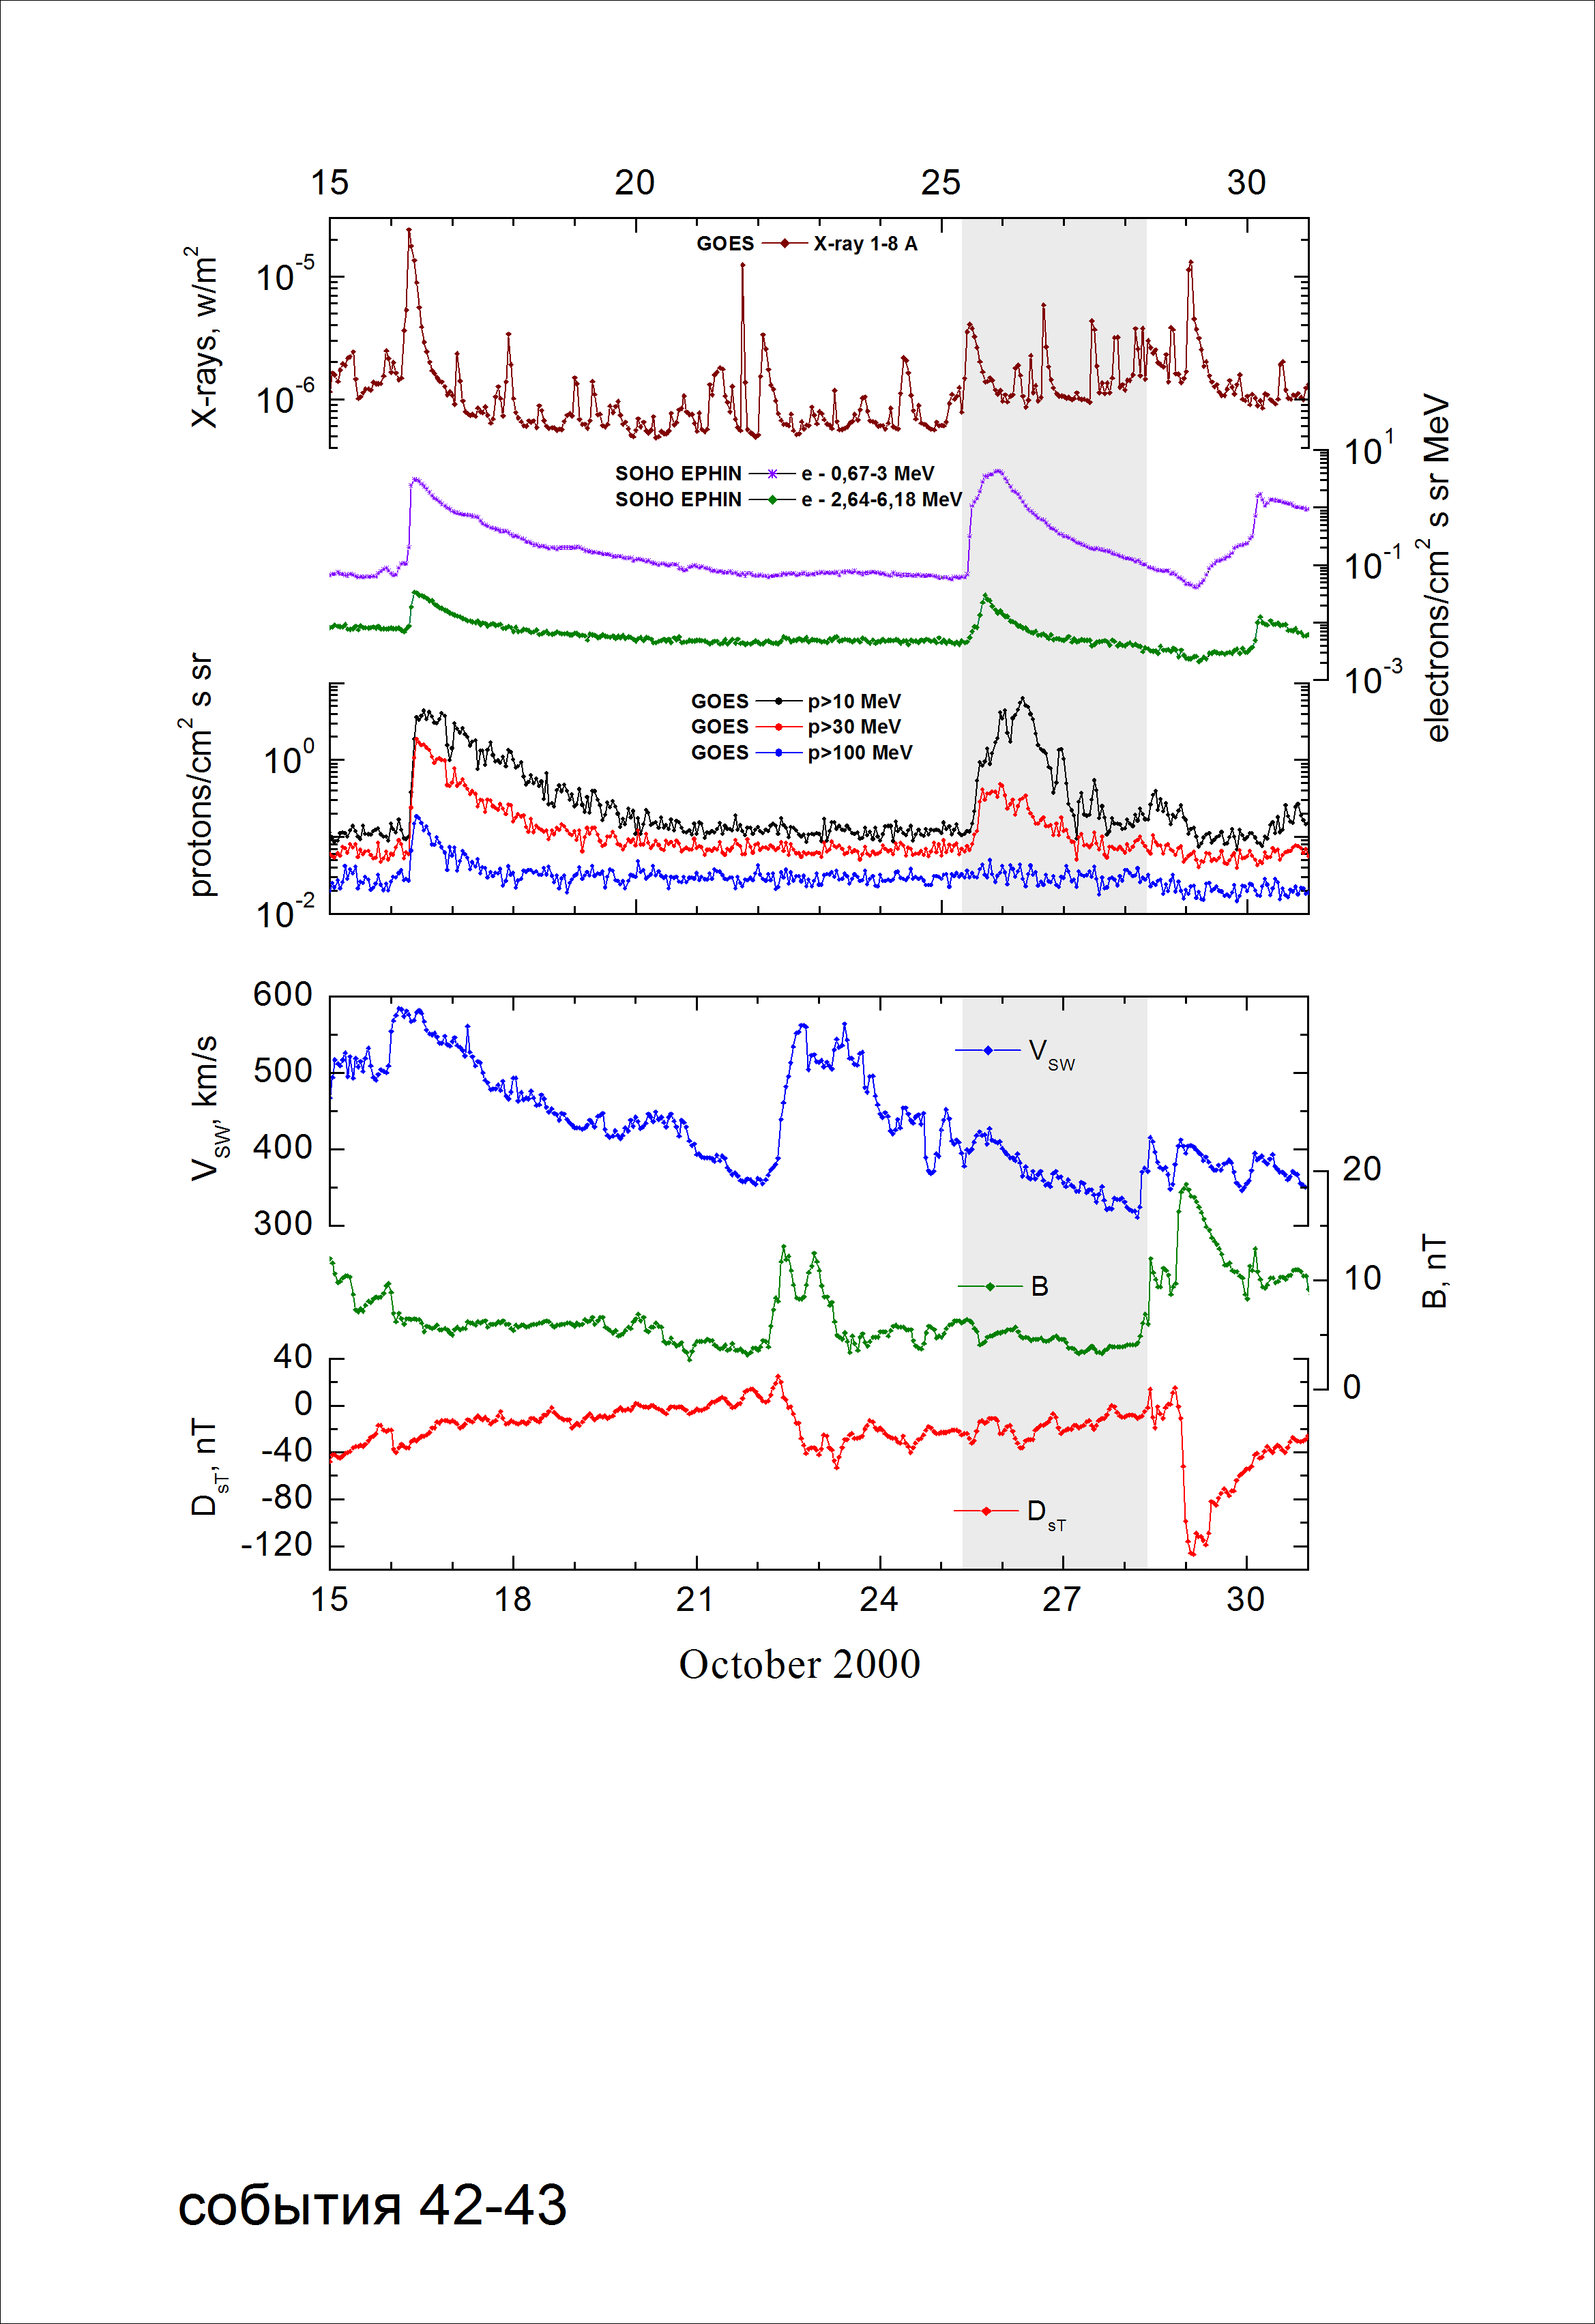 15 20 25 30
X-rays, w/m²
10⁻⁵
10⁻⁶
GOES X-ray 1-8 A
SOHO EPHIN e - 0,67-3 MeV
SOHO EPHIN e - 2,64-6,18 MeV
10¹
10⁻¹
10⁻³
electrons/cm² s sr MeV
protons/cm² s sr
10⁰
10⁻²
GOES p>10 MeV
GOES p>30 MeV
GOES p>100 MeV
V_SW, km/s
600
500
400
300
V_SW
20
10
0
B, nT
B
D_sT, nT
40
0
-40
-80
-120
D_sT
15 18 21 24 27 30
October 2000
события 42-43